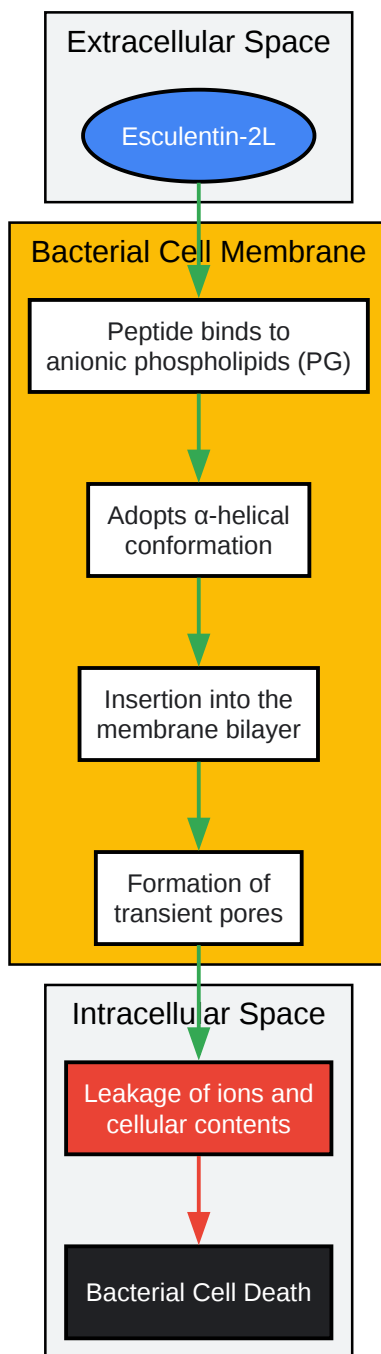 Extracellular Space
Esculentin-2L
Bacterial Cell Membrane
Peptide binds to
anionic phospholipids (PG)
Adopts α-helical
conformation
Insertion into the
membrane bilayer
Formation of
transient pores
Intracellular Space
Leakage of ions and
cellular contents
Bacterial Cell Death